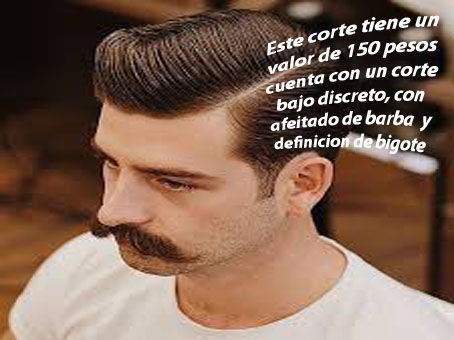 Este corte tiene un
valor de 150 pesos
cuenta con un corte
bajo discreto, con
afeitado de barba y
definicion de bigote